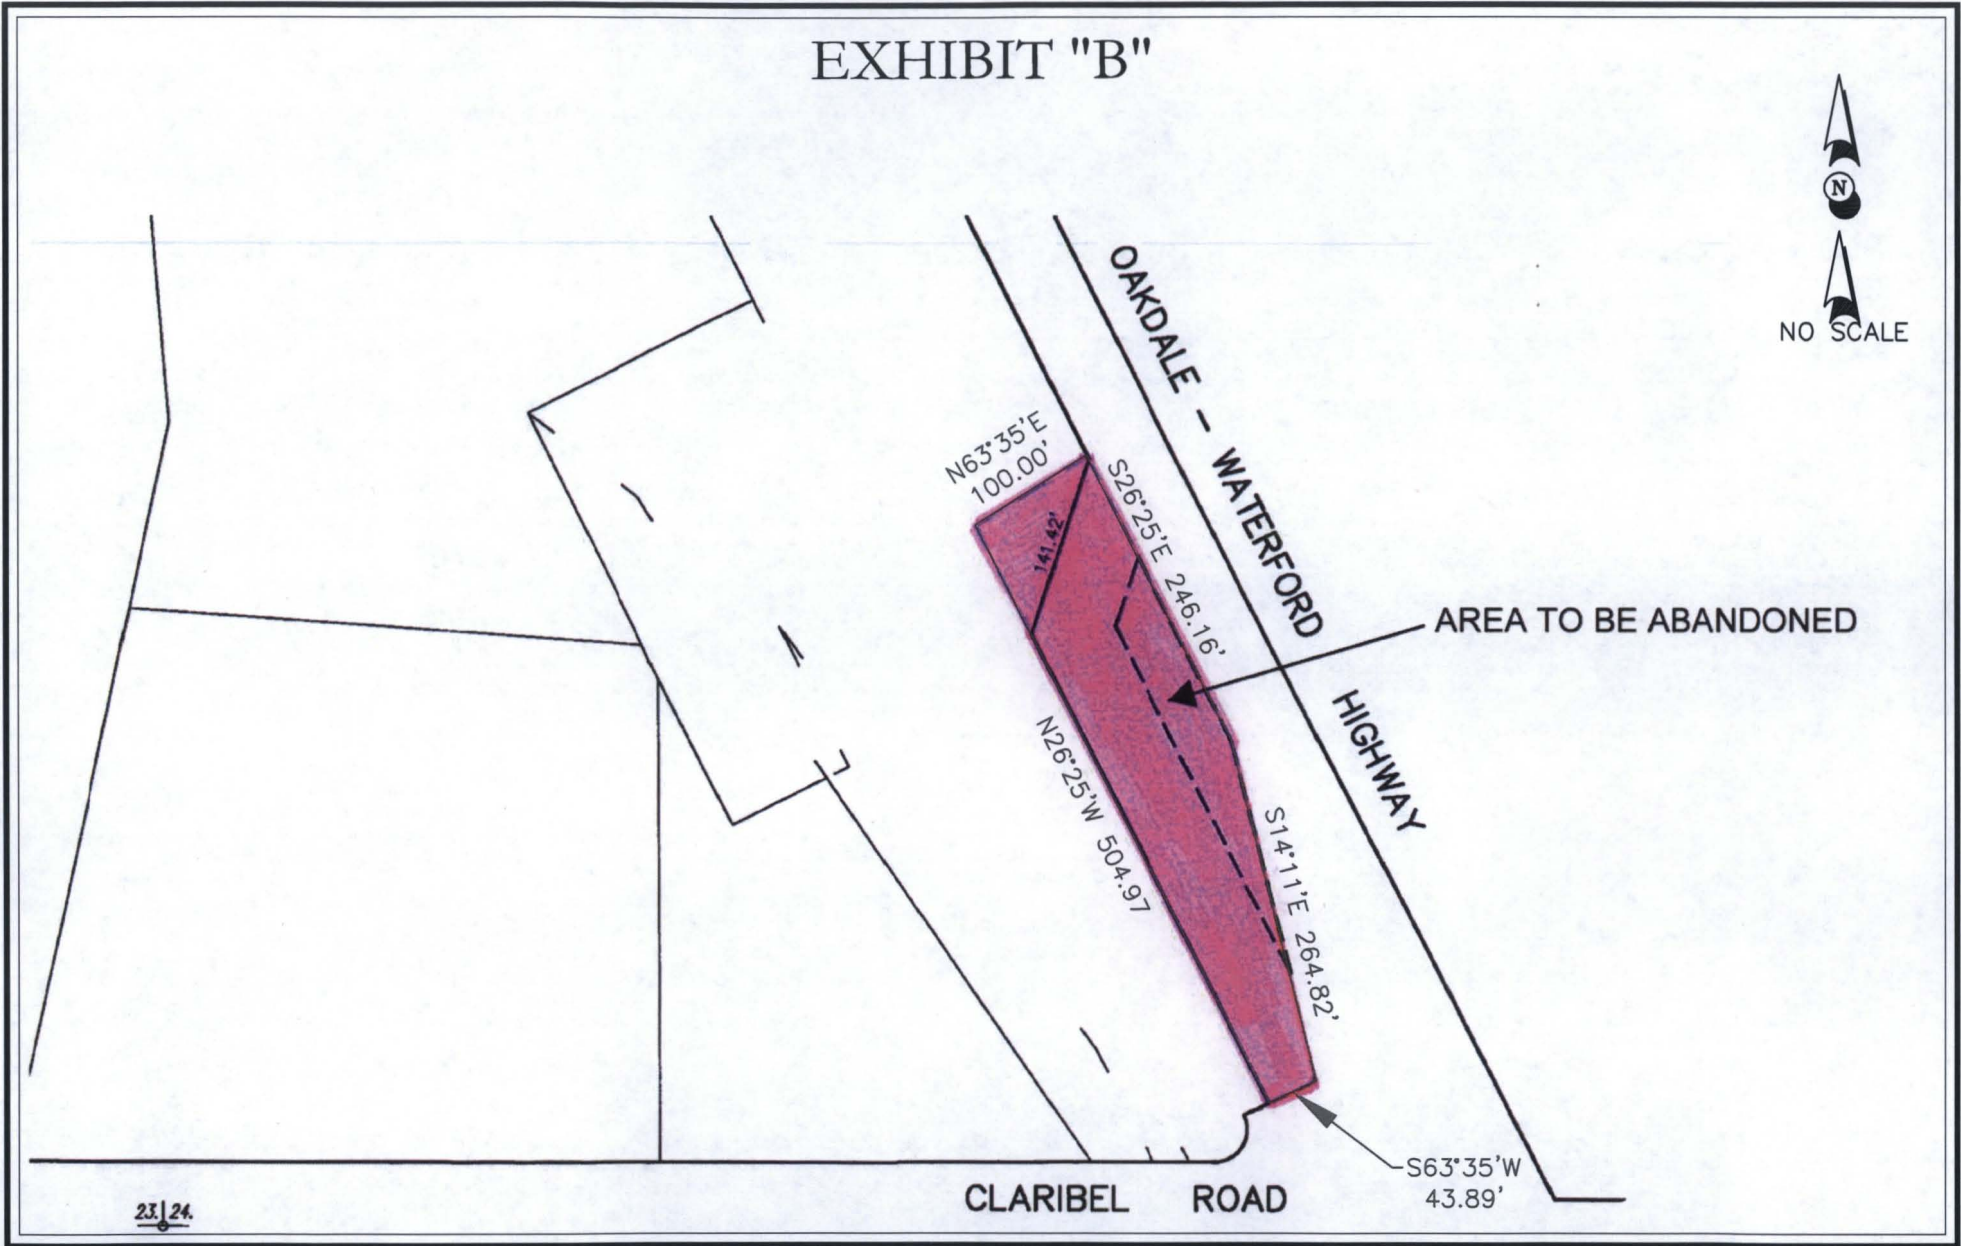 EXHIBIT "B"
N
NO SCALE
OAKDALE – WATERFORD HIGHWAY
N63°35'E
100.00'
141.42'
S26°25'E 246.16'
AREA TO BE ABANDONED
N26°25'W 504.97
S14°11'E 264.82'
S63°35'W
43.89'
CLARIBEL ROAD
23 24.